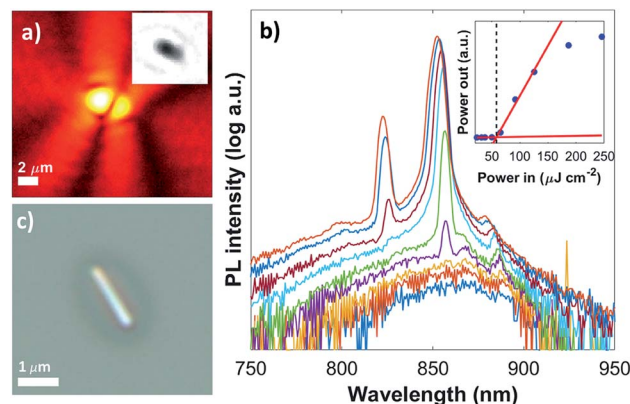 a)
2 μm
c)
1 μm
b)
PL intensity (log a.u.)
750 800 850 900 950
Wavelength (nm)
Power out (a.u.)
50 100 150 200 250
Power in (μJ cm⁻²)